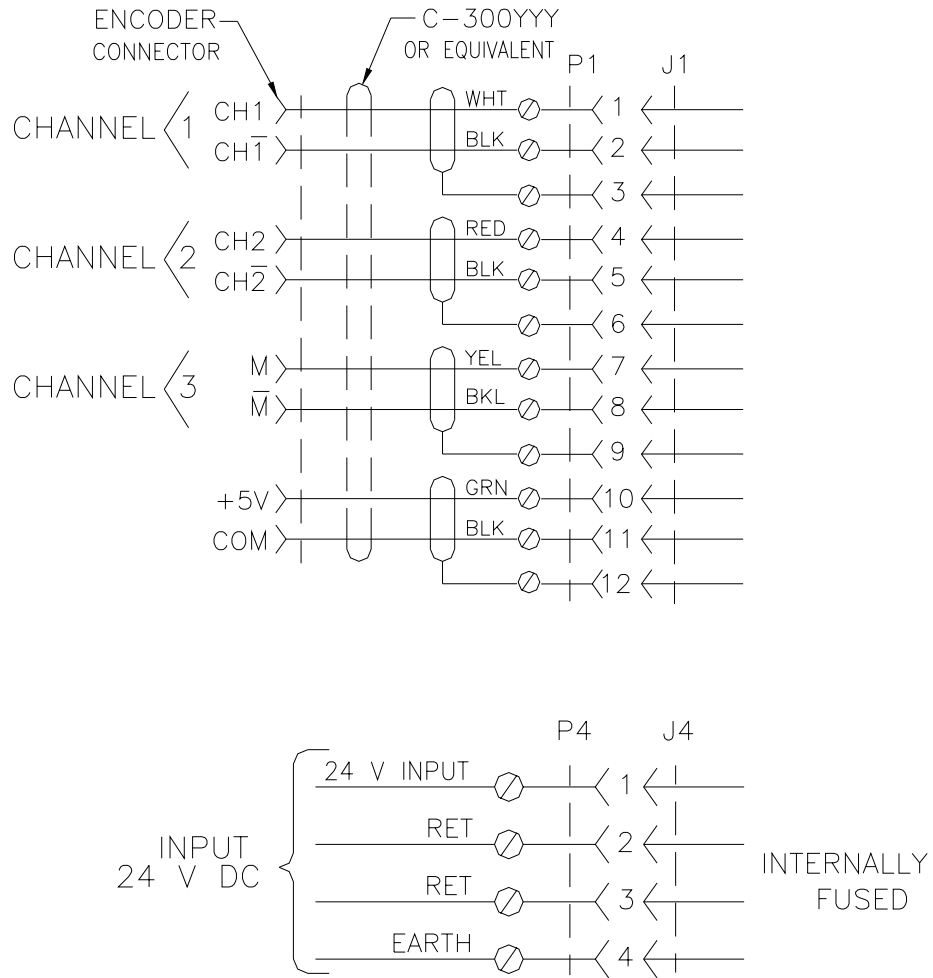 ENCODER
CONNECTOR
C-300YYY
OR EQUIVALENT
P1 J1
CHANNEL 1
CH1 WHT 1
CH1̅ BLK 2
3
CHANNEL 2
CH2 RED 4
CH2̅ BLK 5
6
CHANNEL 3
M YEL 7
M̅ BKL 8
9
+5V GRN 10
COM BLK 11
12
P4 J4
INPUT
24 V DC
24 V INPUT 1
RET 2
RET 3
EARTH 4
INTERNALLY
FUSED